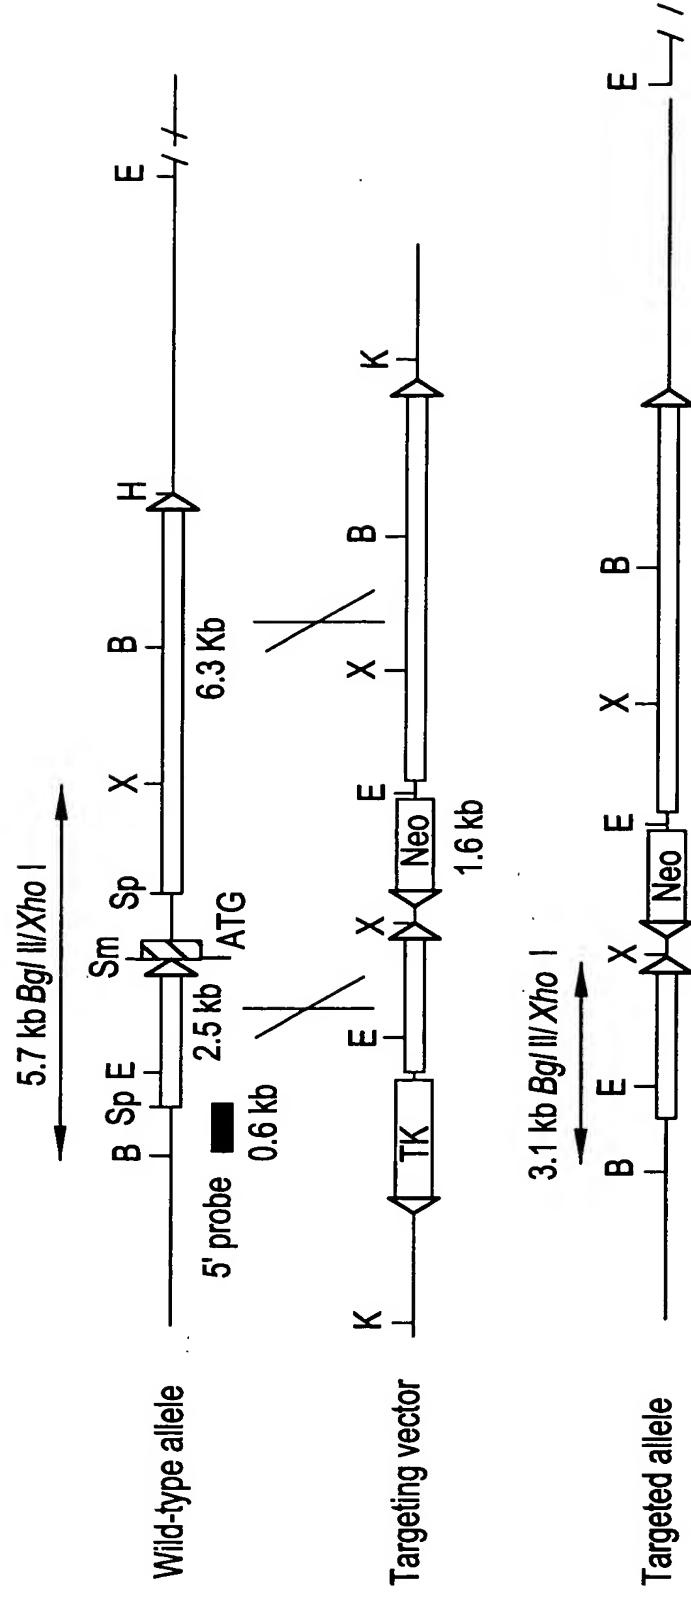 5.7 kb Bgl II/Xho I
B Sp E Sm Sp X B H E
Wild-type allele
ATG
5' probe 2.5 kb 6.3 Kb
0.6 kb
K E X E X B K
Targeting vector TK Neo
1.6 kb
3.1 kb Bgl II/Xho I
B E X E X B E
Targeted allele Neo